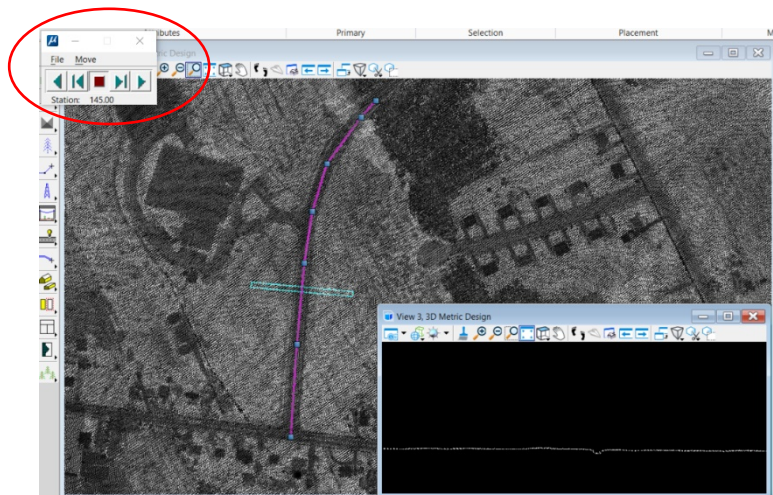 Attributes Primary Selection Placement
Metric Design
File Move
Station: 145.00
View 3, 3D Metric Design